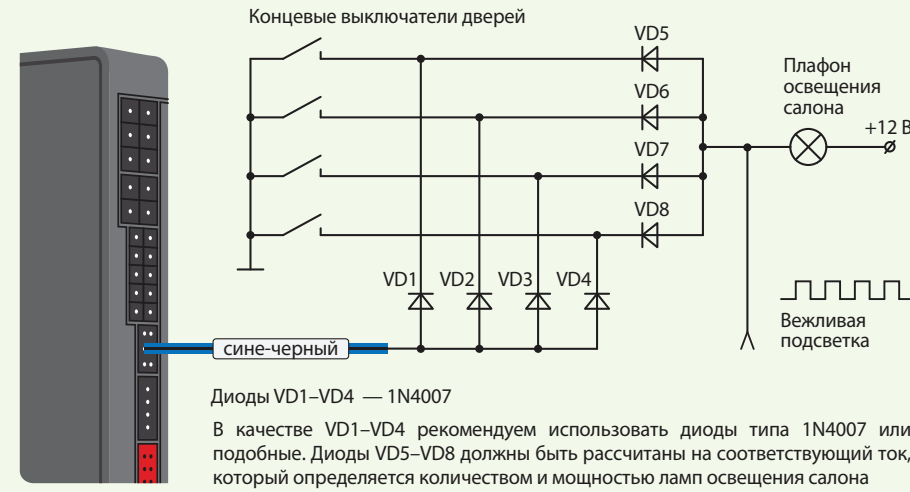 Концевые выключатели дверей
VD5
VD6
VD7
VD8
Плафон
освещения
салона
+12 В
VD1 VD2 VD3 VD4
Вежливая
подсветка
сине-черный
Диоды VD1–VD4 — 1N4007
В качестве VD1–VD4 рекомендуем использовать диоды типа 1N4007 или
подобные. Диоды VD5–VD8 должны быть рассчитаны на соответствующий ток,
который определяется количеством и мощностью ламп освещения салона